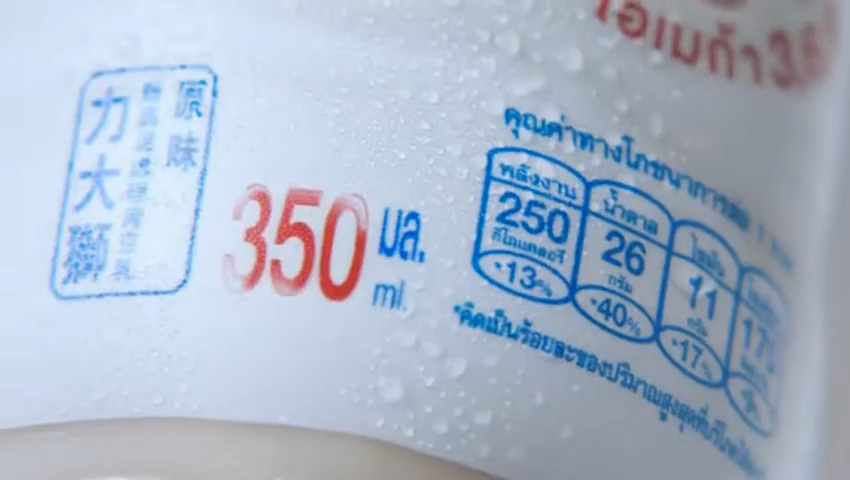 โอเมก้า 3,6
原味
力大獅
350 มล.
ml.
คุณค่าทางโภชนาการต่อ 1
พลังงาน
250
กิโลแคลอรี
*13%
น้ำตาล
26
กรัม
*40%
ไขมัน
11
กรัม
*17%
*คิดเป็นร้อยละของปริมาณสูงสุดที่บริโภคได้